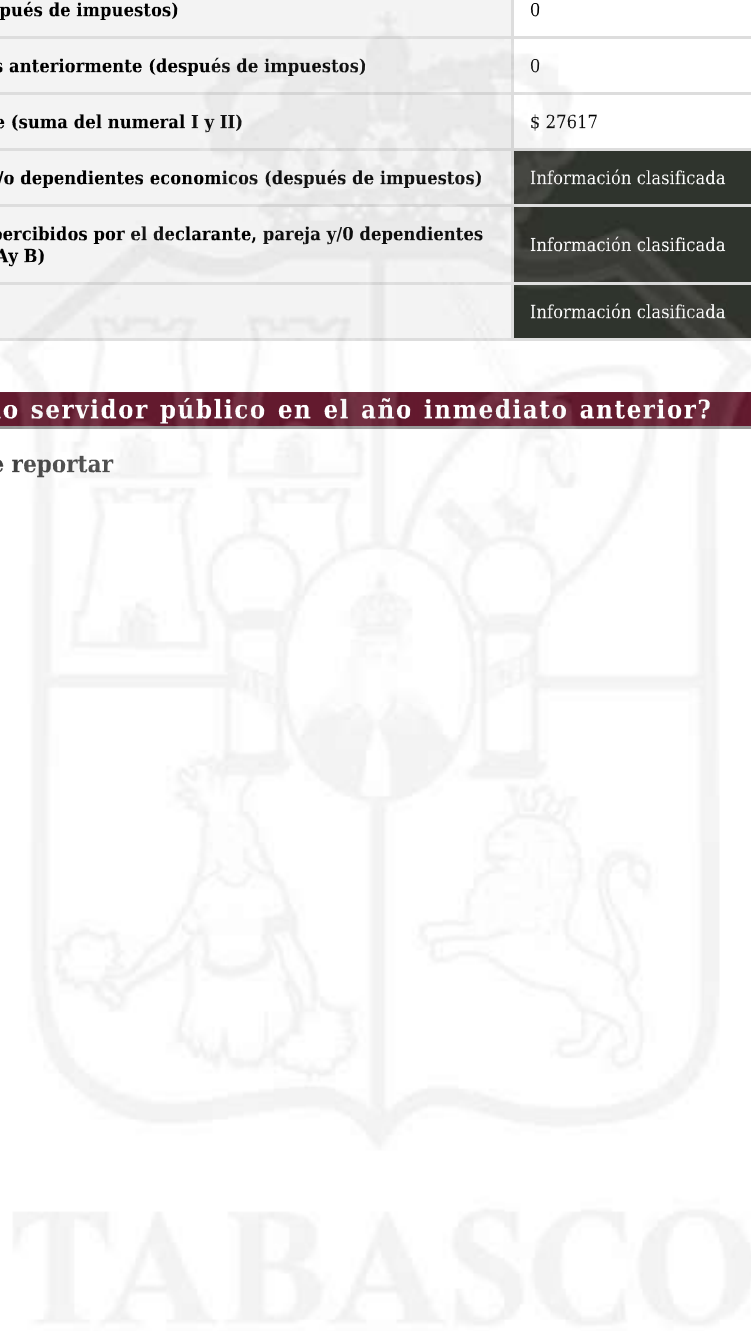 pués de impuestos) 0
s anteriormente (después de impuestos) 0
e (suma del numeral I y II) $ 27617
/o dependientes economicos (después de impuestos) Información clasificada
percibidos por el declarante, pareja y/0 dependientes
Ay B) Información clasificada
Información clasificada
o servidor público en el año inmediato anterior?
e reportar
TABASCO